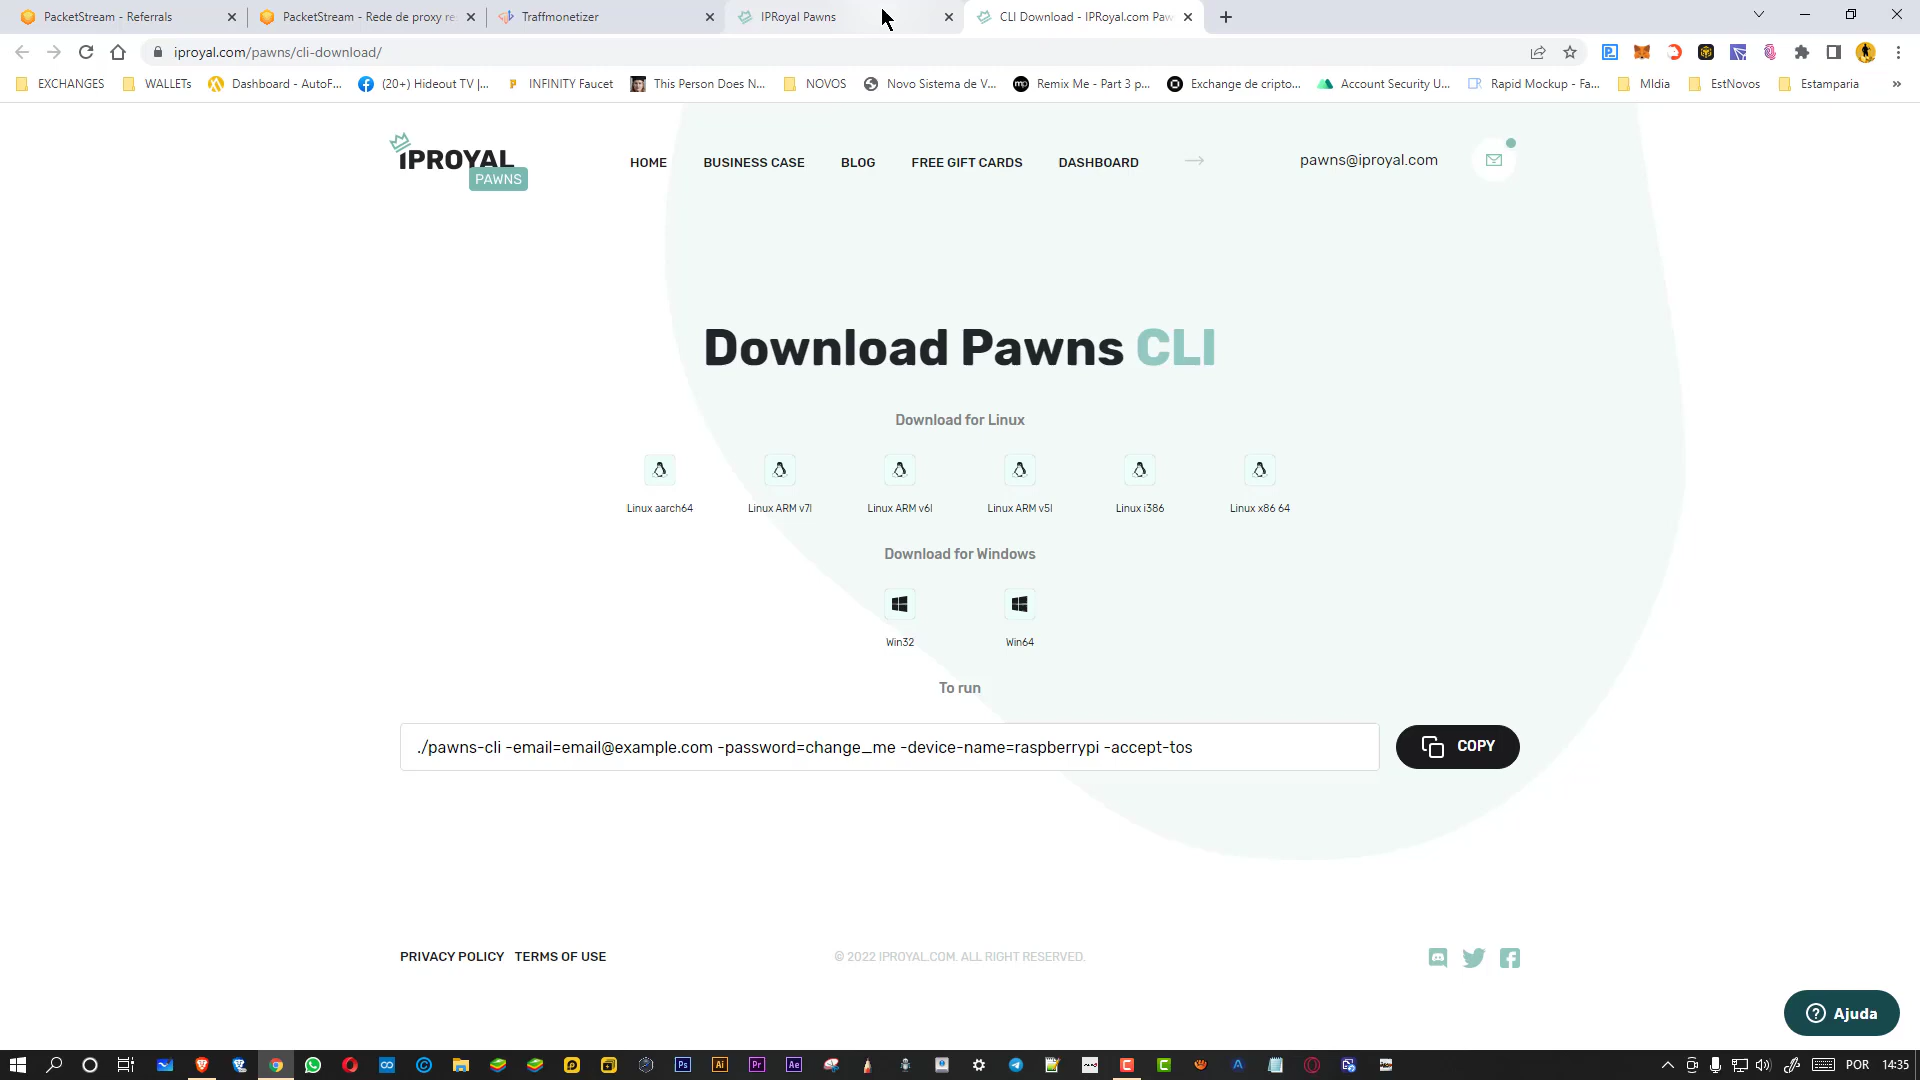 PacketStream - Referrals
PacketStream - Rede de proxy re
Traffmonetizer
IPRoyal Pawns
CLI Download - IPRoyal.com Paw
iproyal.com/pawns/cli-download/
EXCHANGES
WALLETs
Dashboard - AutoF...
(20+) Hideout TV |...
INFINITY Faucet
This Person Does N...
NOVOS
Novo Sistema de V...
Remix Me - Part 3 p...
Exchange de cripto...
Account Security U...
Rapid Mockup - Fa...
MIdia
EstNovos
Estamparia
IPROYAL
PAWNS
HOME
BUSINESS CASE
BLOG
FREE GIFT CARDS
DASHBOARD
pawns@iproyal.com
Download Pawns CLI
Download for Linux
Linux aarch64
Linux ARM v7l
Linux ARM v6l
Linux ARM v5l
Linux i386
Linux x86 64
Download for Windows
Win32
Win64
To run
./pawns-cli -email=email@example.com -password=change_me -device-name=raspberrypi -accept-tos
COPY
PRIVACY POLICY
TERMS OF USE
© 2022 IPROYAL.COM. ALL RIGHT RESERVED.
Ajuda
Ps
Ai
Pr
Ae
POR
14:35